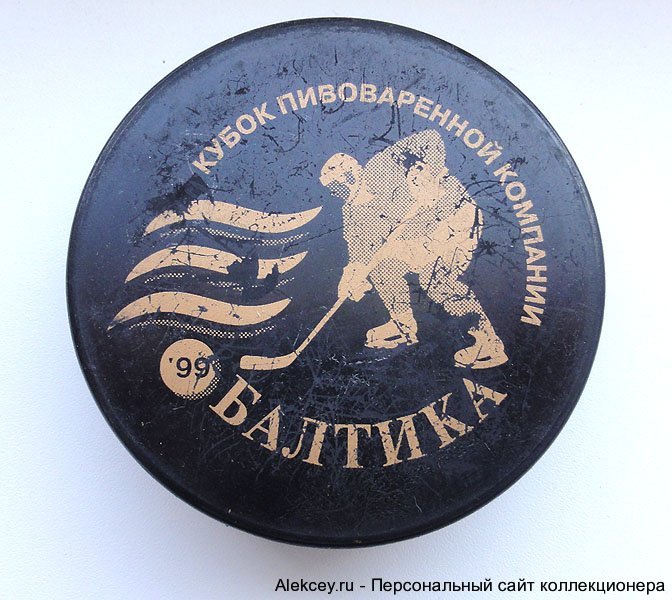 КУБОК ПИВОВАРЕННОЙ КОМПАНИИ
'99
БАЛТИКА
Alekcey.ru - Персональный сайт коллекционера